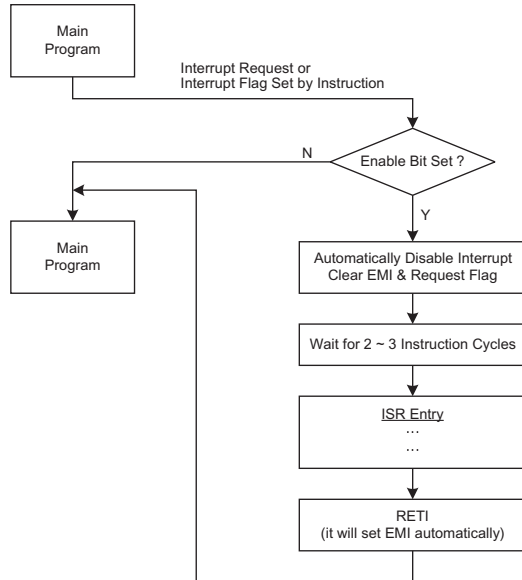 Main
Program
Interrupt Request or
Interrupt Flag Set by Instruction
N
Enable Bit Set ?
Y
Main
Program
Automatically Disable Interrupt
Clear EMI & Request Flag
Wait for 2 ~ 3 Instruction Cycles
ISR Entry
...
...
RETI
(it will set EMI automatically)